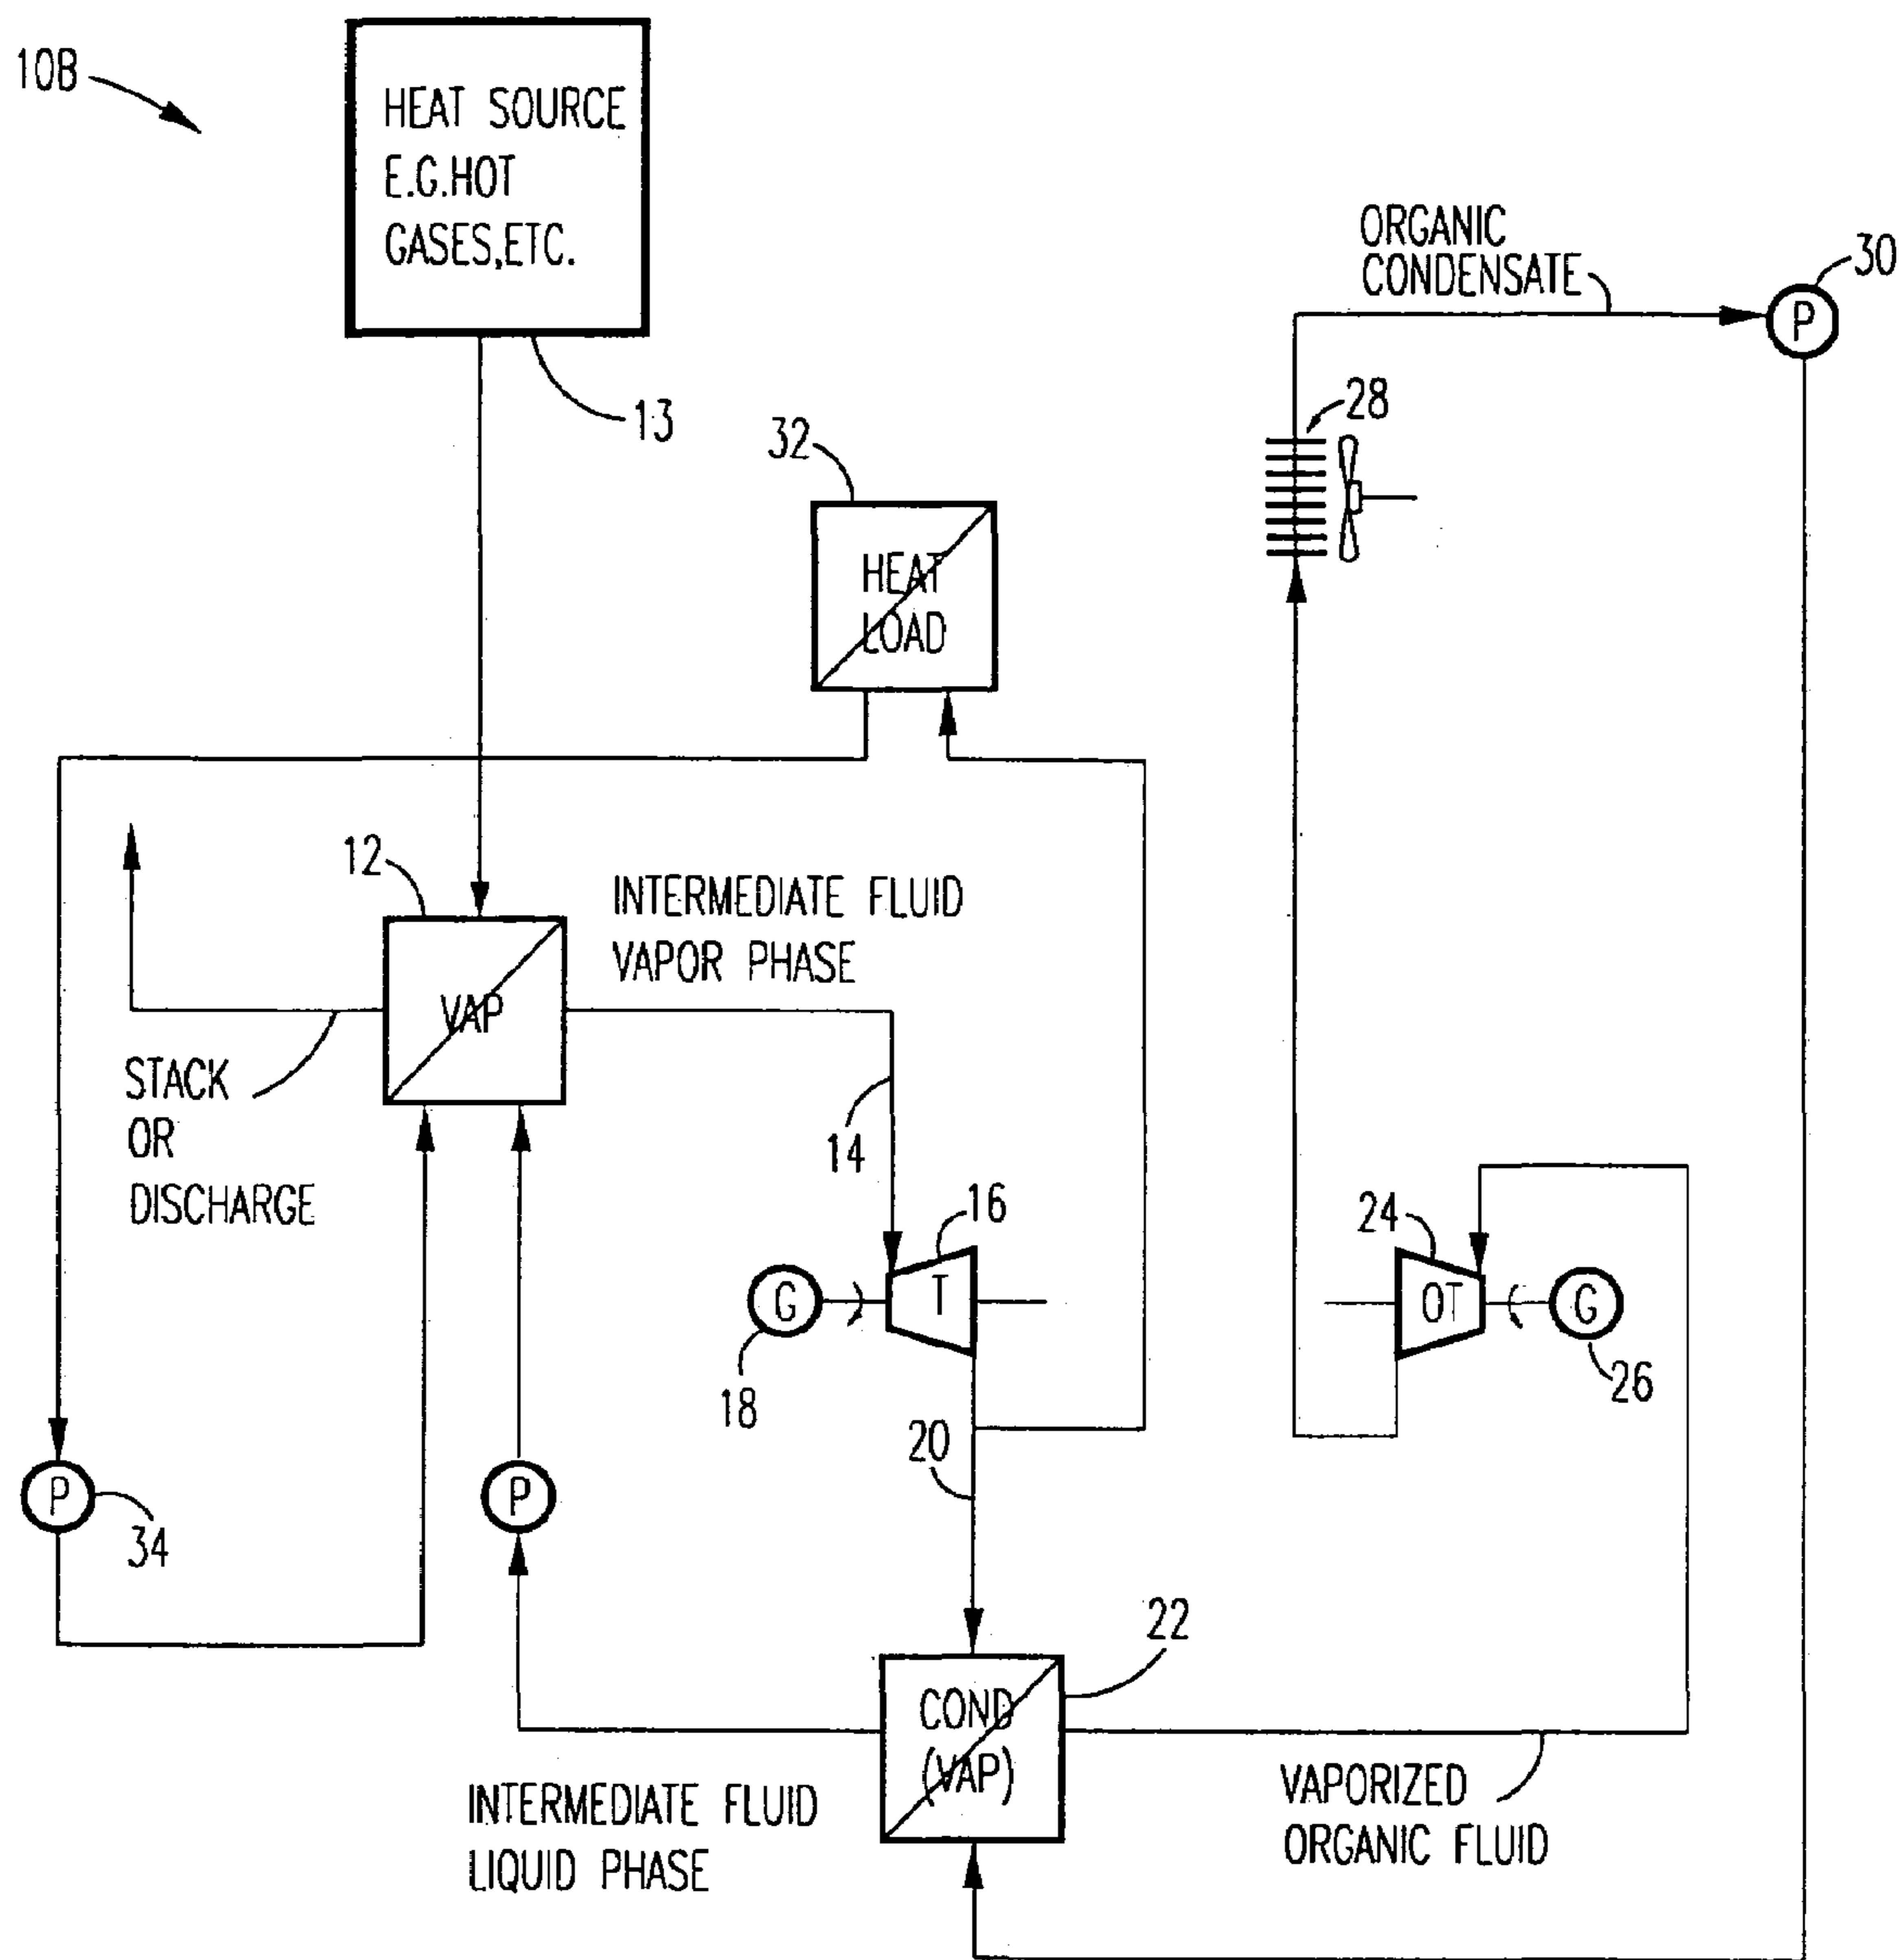 10B
HEAT SOURCE
E.G.HOT
GASES,ETC.
13
ORGANIC
CONDENSATE
30
P
28
32
HEAT
LOAD
12
INTERMEDIATE FLUID
VAPOR PHASE
VAP
STACK
OR
DISCHARGE
14
16
T
G
18
24
OT
G
26
20
P
34
P
22
COND
(VAP)
INTERMEDIATE FLUID
LIQUID PHASE
VAPORIZED
ORGANIC FLUID